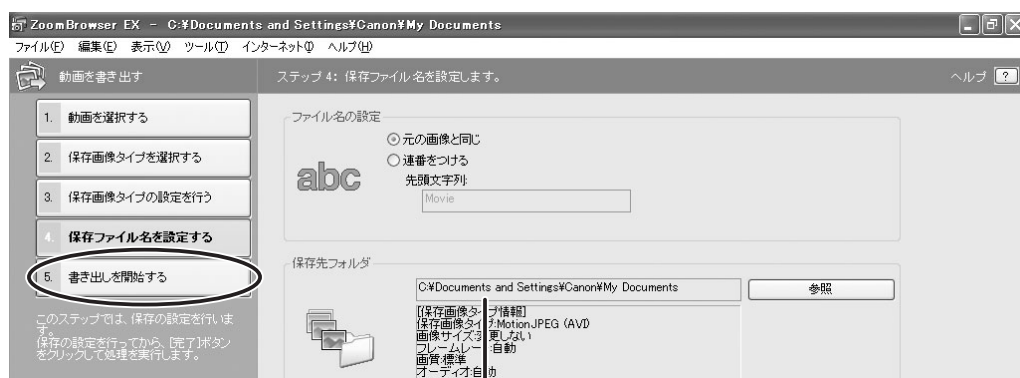 ZoomBrowser EX - C:¥Documents and Settings¥Canon¥My Documents
ファイル(F) 編集(E) 表示(V) ツール(T) インターネット(I) ヘルプ(H)
動画を書き出す
ステップ 4: 保存ファイル名を設定します。
ヘルプ ?
1. 動画を選択する
2. 保存画像タイプを選択する
3. 保存画像タイプの設定を行う
4. 保存ファイル名を設定する
5. 書き出しを開始する
このステップでは、保存の設定を行いま
す。
保存の設定を行ってから、[完了]ボタン
をクリックして処理を実行します。
ファイル名の設定
abc
元の画像と同じ
連番をつける
先頭文字列:
Movie
保存先フォルダ
C:¥Documents and Settings¥Canon¥My Documents
参照
[保存画像タイプ情報]
保存画像タイプ:MotionJPEG (AVI)
画像サイズ:変更しない
フレームレート:自動
画質:標準
オーディオ:自動